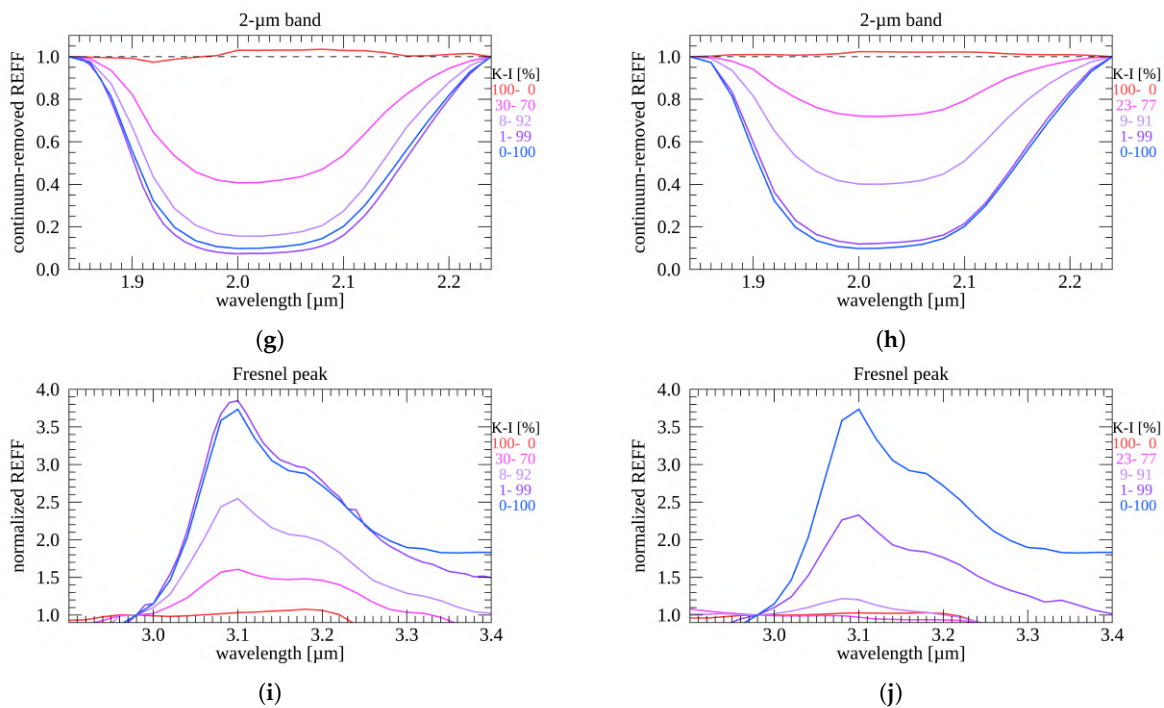 2-µm band
continuum-removed REFF
1.0
0.8
0.6
0.4
0.2
0.0
1.9 2.0 2.1 2.2
wavelength [µm]
K-I [%]
100- 0
30- 70
8- 92
1- 99
0-100
(g)
2-µm band
continuum-removed REFF
1.0
0.8
0.6
0.4
0.2
0.0
1.9 2.0 2.1 2.2
wavelength [µm]
K-I [%]
100- 0
23- 77
9- 91
1- 99
0-100
(h)
Fresnel peak
normalized REFF
4.0
3.5
3.0
2.5
2.0
1.5
1.0
3.0 3.1 3.2 3.3 3.4
wavelength [µm]
K-I [%]
100- 0
30- 70
8- 92
1- 99
0-100
(i)
Fresnel peak
normalized REFF
4.0
3.5
3.0
2.5
2.0
1.5
1.0
3.0 3.1 3.2 3.3 3.4
wavelength [µm]
K-I [%]
100- 0
23- 77
9- 91
1- 99
0-100
(j)